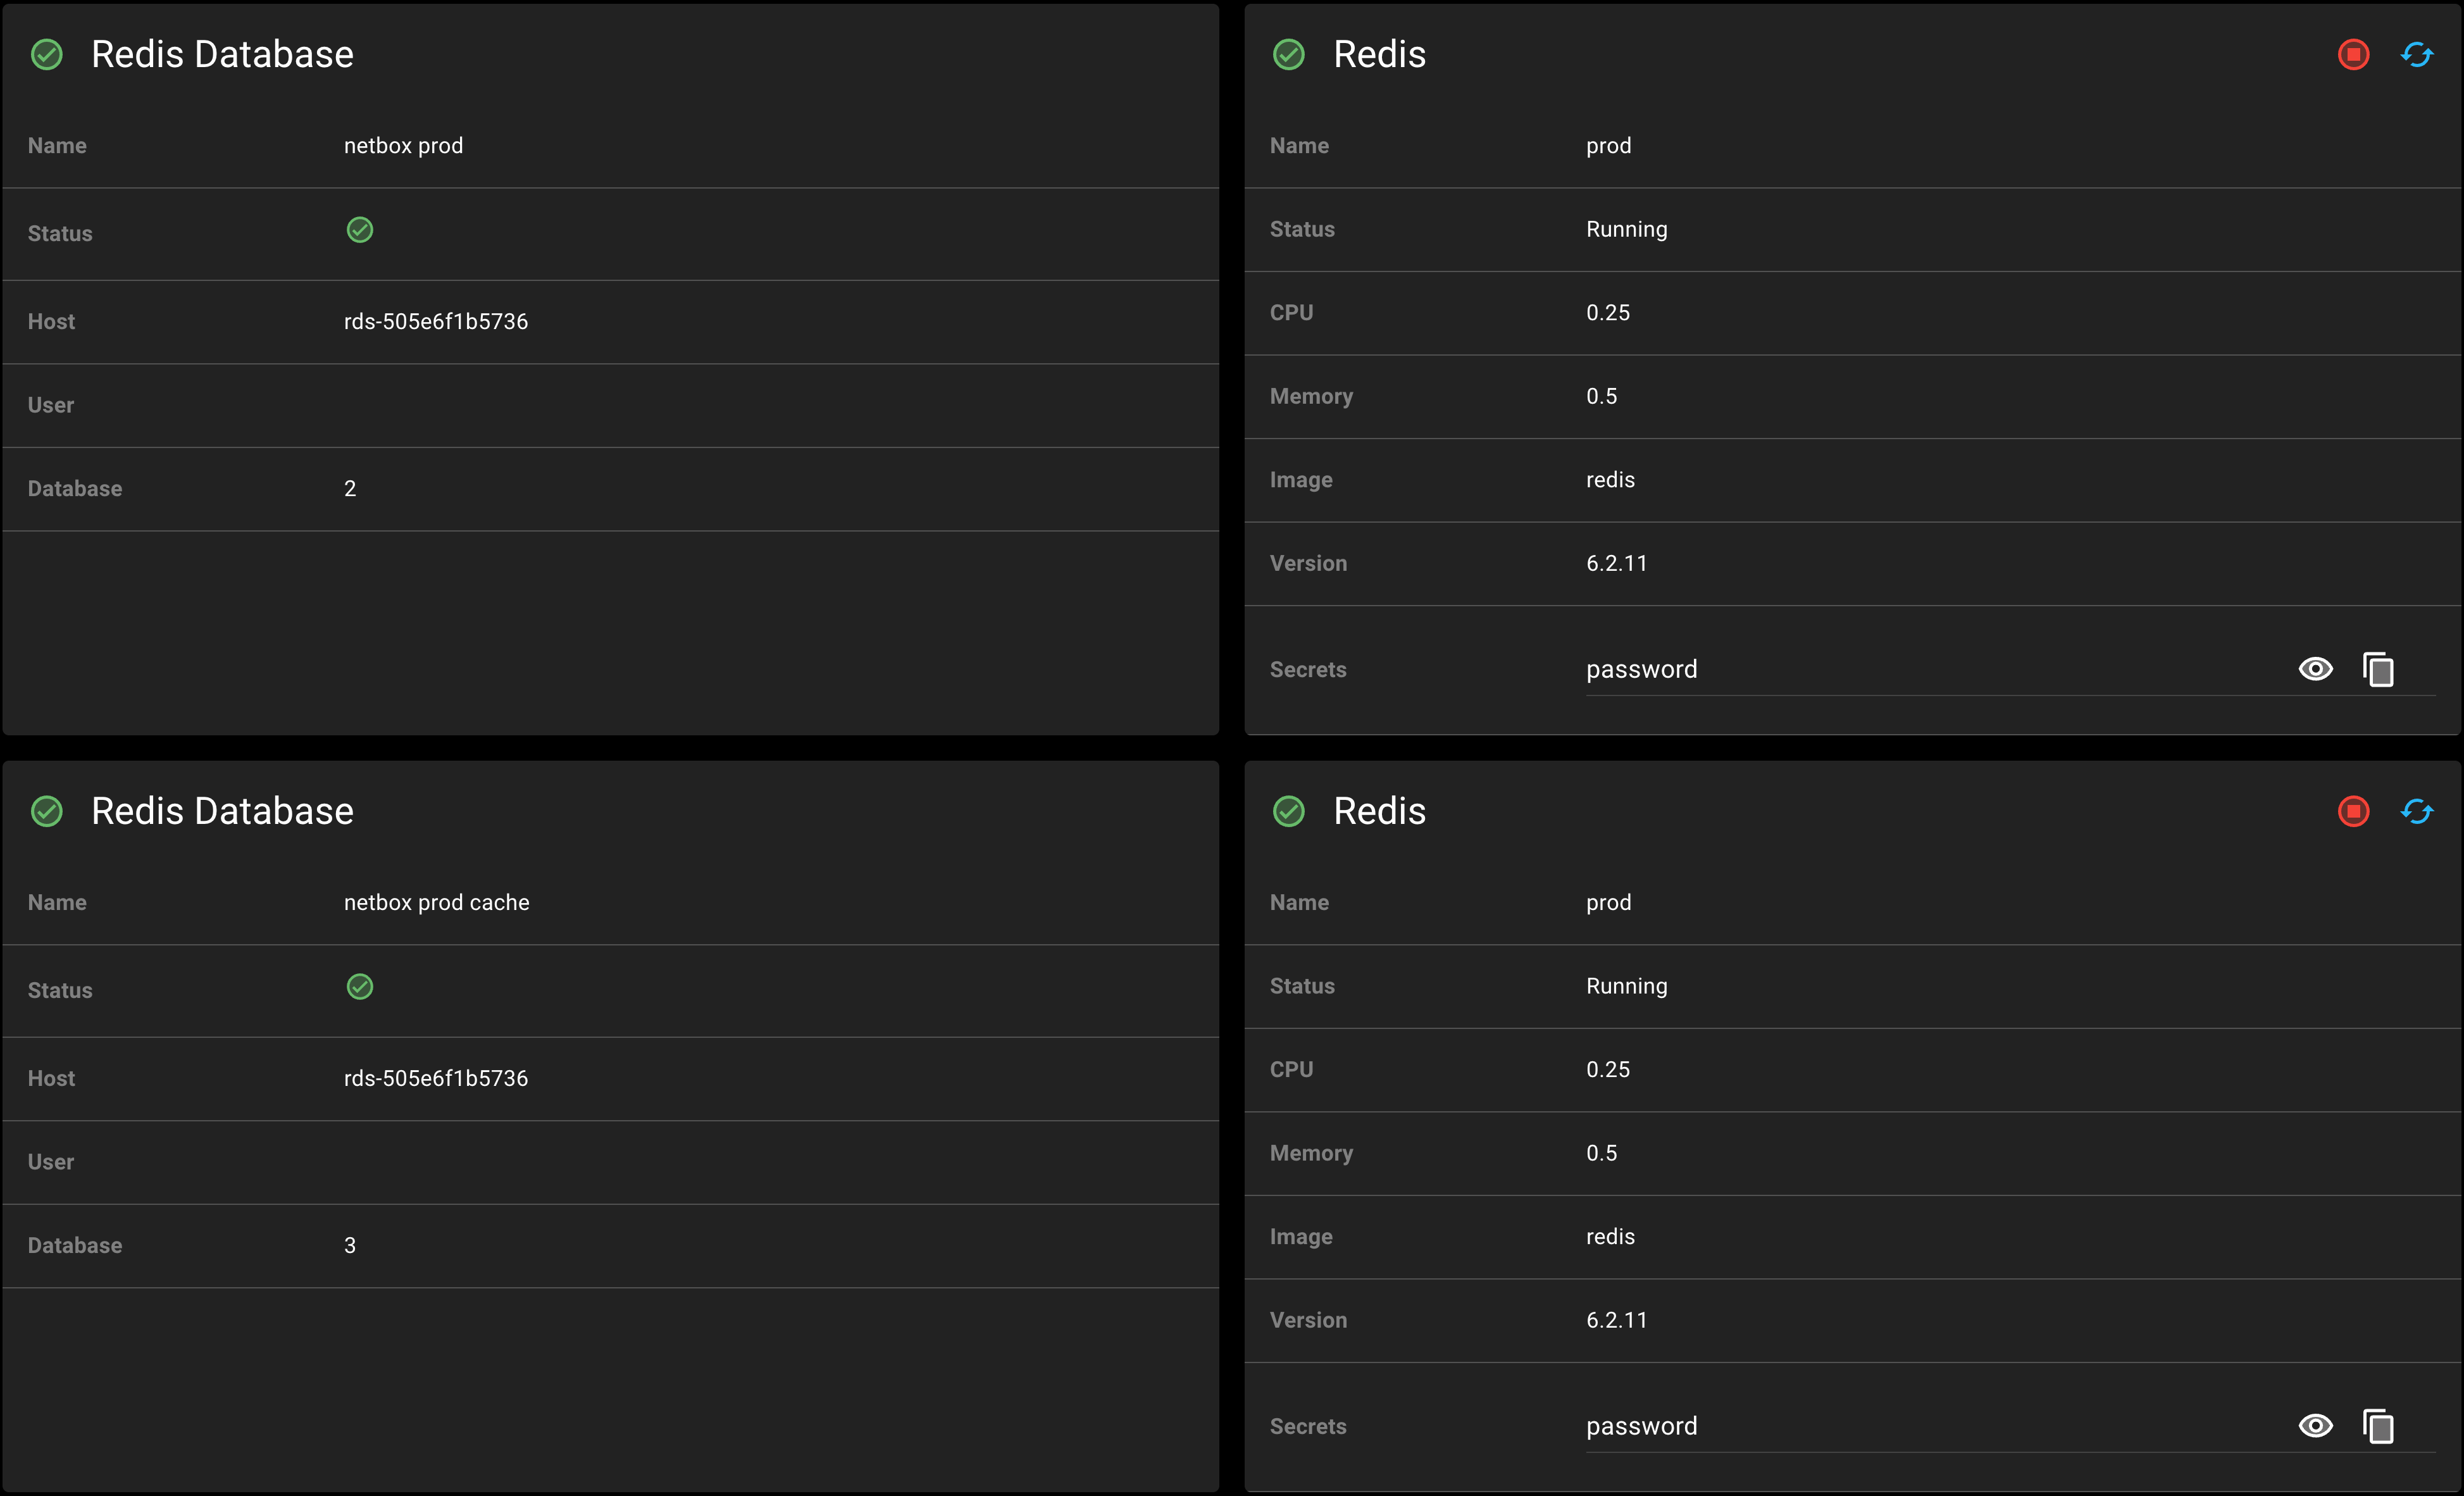 Redis Database
Name netbox prod
Status
Host rds-505e6f1b5736
User
Database 2
Redis
Name prod
Status Running
CPU 0.25
Memory 0.5
Image redis
Version 6.2.11
Secrets password
Redis Database
Name netbox prod cache
Status
Host rds-505e6f1b5736
User
Database 3
Redis
Name prod
Status Running
CPU 0.25
Memory 0.5
Image redis
Version 6.2.11
Secrets password